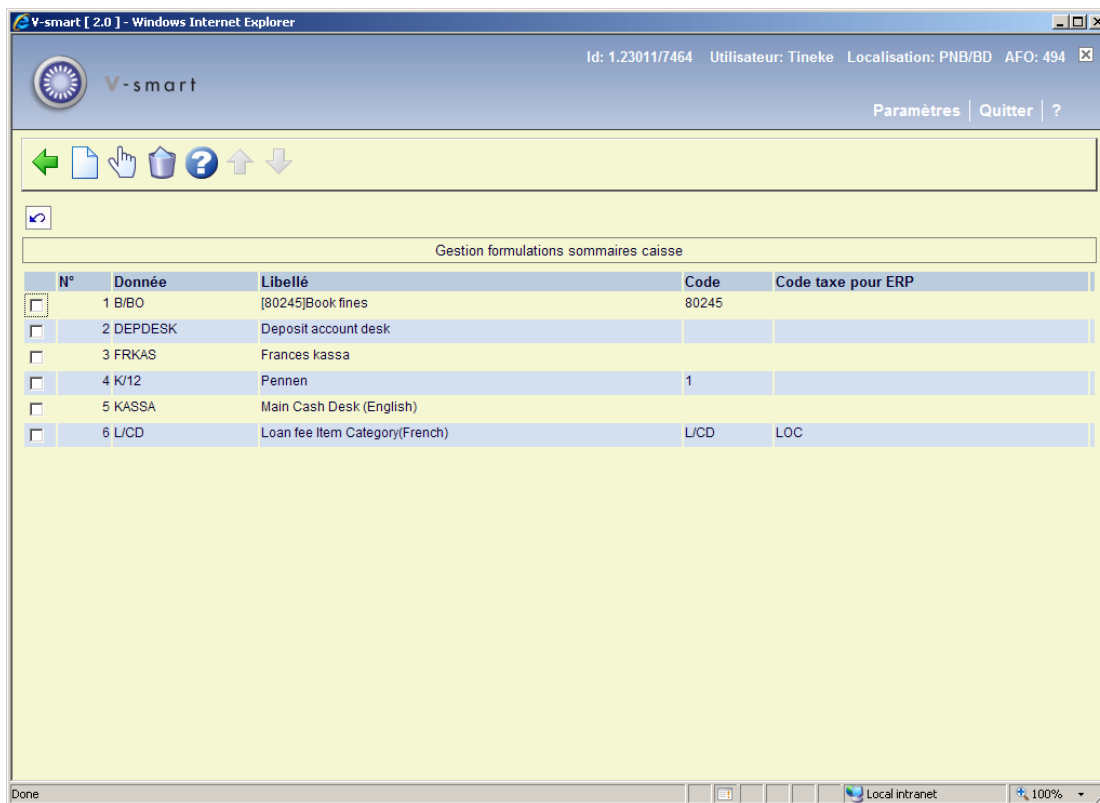 V-smart [ 2.0 ] - Windows Internet Explorer
Id: 1.23011/7464 Utilisateur: Tineke Localisation: PNB/BD AFO: 494
V-smart
Paramètres | Quitter | ?
Gestion formulations sommaires caisse
N° Donnée Libellé Code Code taxe pour ERP
1 B/BO [80245]Book fines 80245
2 DEPDESK Deposit account desk
3 FRKAS Frances kassa
4 K/12 Pennen 1
5 KASSA Main Cash Desk (English)
6 L/CD Loan fee Item Category(French) L/CD LOC
Done Local intranet 100%